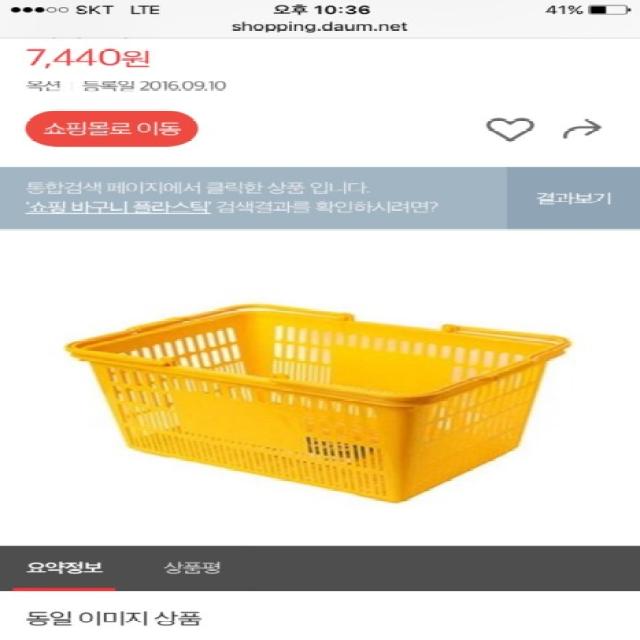 SKT LTE 오후 10:36 41%
shopping.daum.net
7,440원
옥션 등록일 2016.09.10
쇼핑몰로 이동
통합검색 페이지에서 클릭한 상품 입니다.
'쇼핑 바구니 플라스틱' 검색결과를 확인하시려면?
결과보기
요약정보 상품평
동일 이미지 상품